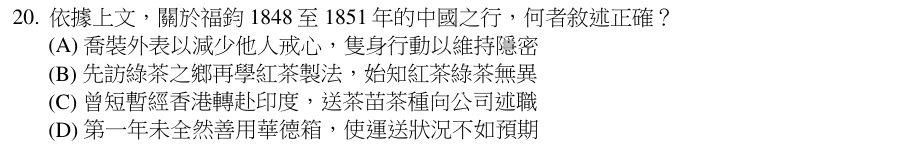 20. 依據上文，關於福鈞 1848 至 1851 年的中國之行，何者敘述正確？
(A) 喬裝外表以減少他人戒心，隻身行動以維持隱密
(B) 先訪綠茶之鄉再學紅茶製法，始知紅茶綠茶無異
(C) 曾短暫經香港轉赴印度，送茶苗茶種向公司述職
(D) 第一年未全然善用華德箱，使運送狀況不如預期